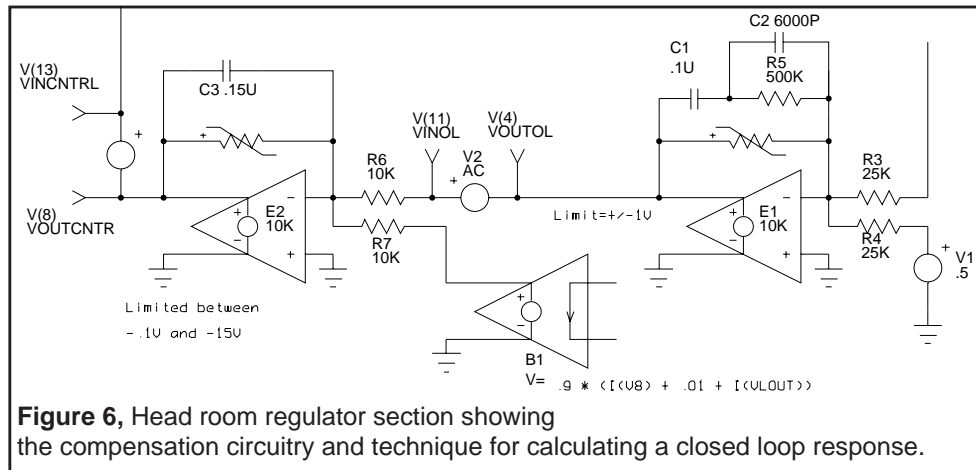 C2 6000P
C1
.1U
R5
500K
V(13)
VINCNTRL
C3 .15U
V(11)
VINOL
V(4)
VOUTOL
+
+
+
R6
10K
V2
AC
+
R3
25K
V(8)
VOUTCNTR
E2
10K
+
−
−
+
R7
10K
Limit=+/-1V
E1
10K
+
−
−
+
R4
25K
+
V1
.5
Limited between
-.1V and -15V
+
−
B1
V= .9 * (I(V8) + .01 + I(VLOUT))
Figure 6, Head room regulator section showing
the compensation circuitry and technique for calculating a closed loop response.